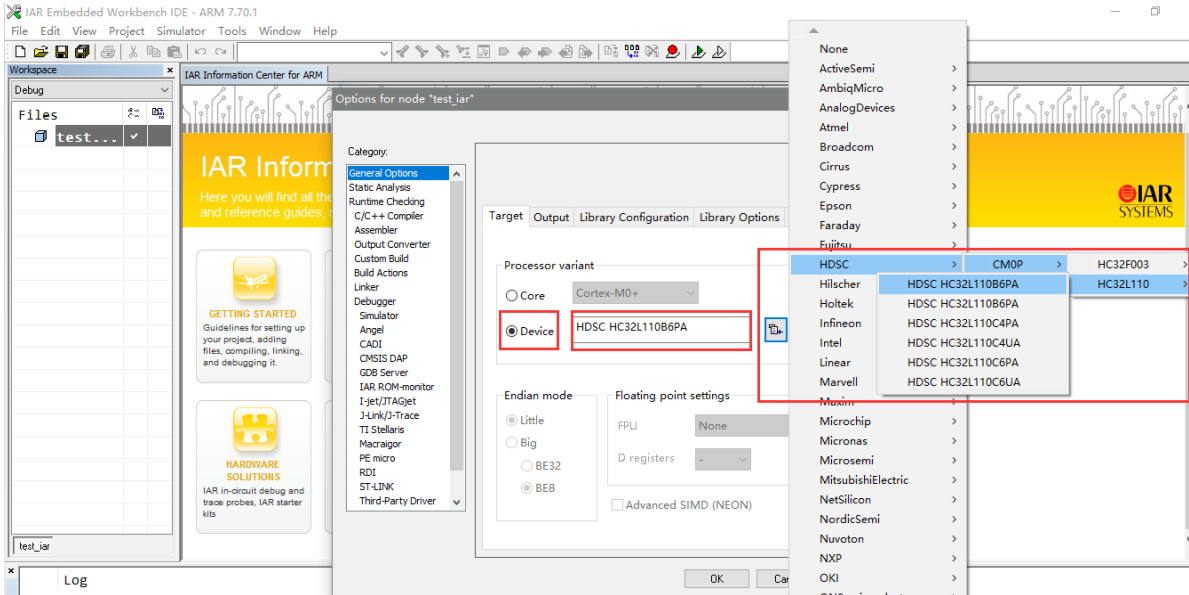 IAR Embedded Workbench IDE - ARM 7.70.1
File Edit View Project Simulator Tools Window Help
Workspace
Debug
Files
test...
test_iar
Log
IAR Information Center for ARM
IAR Inform
Here you will find all the
and reference guides,
IAR
SYSTEMS
GETTING STARTED
Guidelines for setting up
your project, adding
files, compiling, linking,
and debugging it.
HARDWARE
SOLUTIONS
IAR in-circuit debug and
trace probes, IAR starter
kits
Options for node "test_iar"
Category:
General Options
Static Analysis
Runtime Checking
C/C++ Compiler
Assembler
Output Converter
Custom Build
Build Actions
Linker
Debugger
Simulator
Angel
CADI
CMSIS DAP
GDB Server
IAR ROM-monitor
I-jet/JTAGjet
J-Link/J-Trace
TI Stellaris
Macraigor
PE micro
RDI
ST-LINK
Third-Party Driver
Target Output Library Configuration Library Options
Processor variant
Core Cortex-M0+
Device HDSC HC32L110B6PA
Endian mode
Little
Big
BE32
BE8
Floating point settings
FPU None
D registers -
Advanced SIMD (NEON)
OK
None
ActiveSemi
AmbiqMicro
AnalogDevices
Atmel
Broadcom
Cirrus
Cypress
Epson
Faraday
Fujitsu
HDSC
Hilscher
Holtek
Infineon
Intel
Linear
Marvell
Maxim
Microchip
Micronas
Microsemi
MitsubishiElectric
NetSilicon
NordicSemi
Nuvoton
NXP
OKI
CM0P
HC32F003
HC32L110
HDSC HC32L110B6PA
HDSC HC32L110B6PA
HDSC HC32L110C4PA
HDSC HC32L110C4UA
HDSC HC32L110C6PA
HDSC HC32L110C6UA